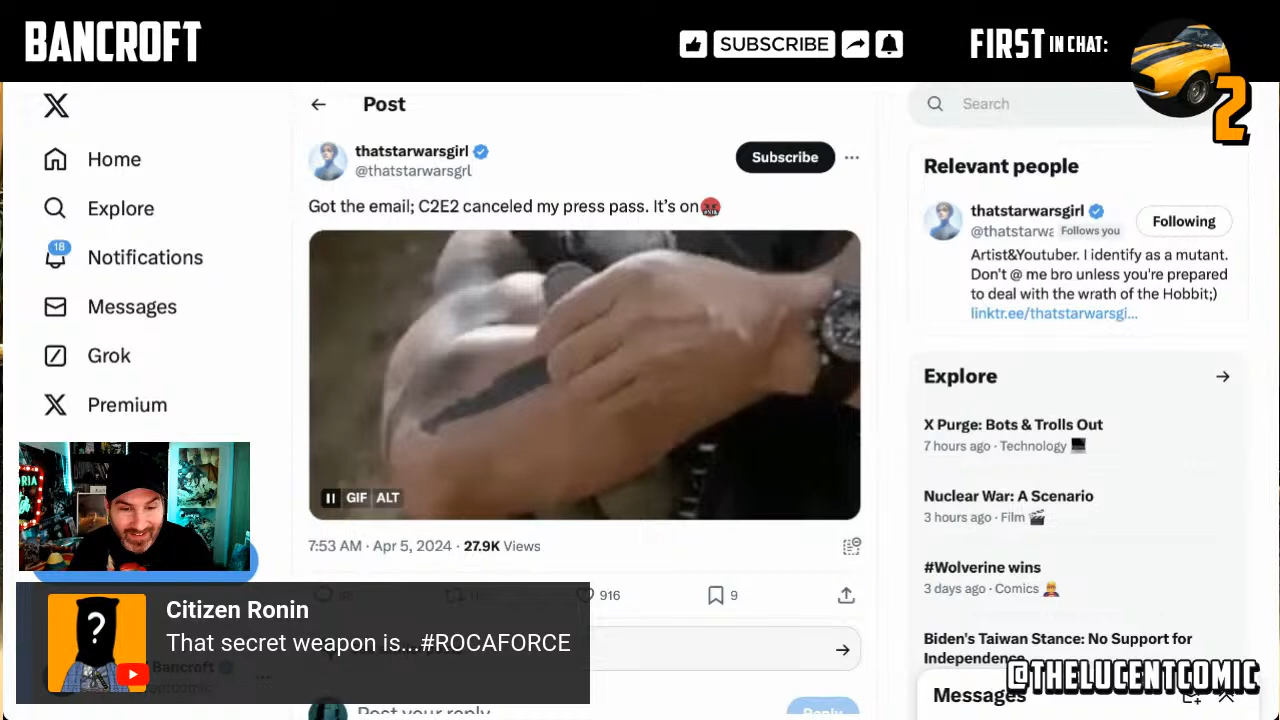 BANCROFT
SUBSCRIBE
FIRST IN CHAT:
2
Home
Explore
18
Notifications
Messages
Grok
Premium
Post
thatstarwarsgirl
@thatstarwarsgrl
Subscribe
Got the email; C2E2 canceled my press pass. It's on
GIF ALT
7:53 AM · Apr 5, 2024 · 27.9K Views
916
9
Post your reply
Reply
Search
Relevant people
thatstarwarsgirl
@thatstarwa Follows you
Following
Artist&Youtuber. I identify as a mutant.
Don't @ me bro unless you're prepared
to deal with the wrath of the Hobbit;)
linktr.ee/thatstarwarsgi...
Explore
X Purge: Bots & Trolls Out
7 hours ago · Technology
Nuclear War: A Scenario
3 hours ago · Film
#Wolverine wins
3 days ago · Comics
Biden's Taiwan Stance: No Support for
Independence
@THELUCENTCOMIC
Messages
Citizen Ronin
That secret weapon is...#ROCAFORCE
Bancroft
?